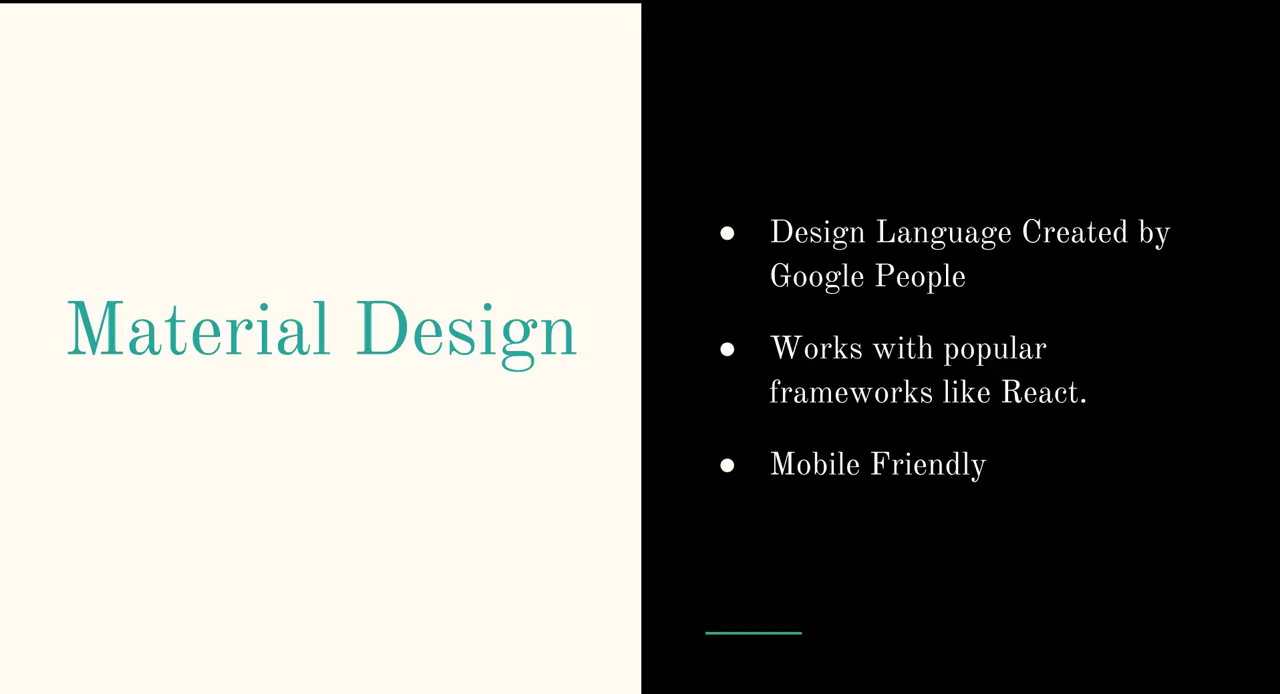 Material Design
● Design Language Created by
Google People
● Works with popular
frameworks like React.
● Mobile Friendly